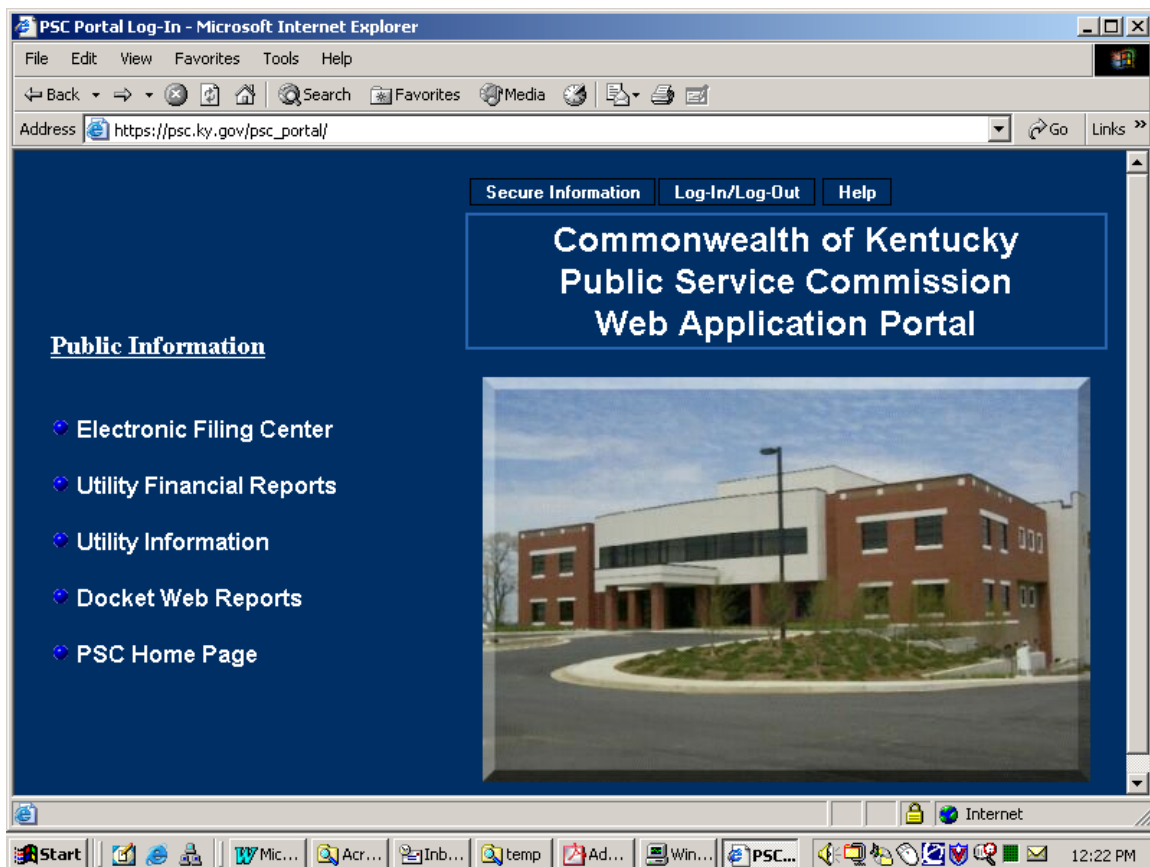 PSC Portal Log-In - Microsoft Internet Explorer
File Edit View Favorites Tools Help
Back Search Favorites Media
Address https://psc.ky.gov/psc_portal/ Go Links »
Secure Information Log-In/Log-Out Help
Commonwealth of Kentucky
Public Service Commission
Web Application Portal
Public Information
Electronic Filing Center
Utility Financial Reports
Utility Information
Docket Web Reports
PSC Home Page
Internet
Start Mic... Acr... Inb... temp Ad... Win... PSC... 12:22 PM